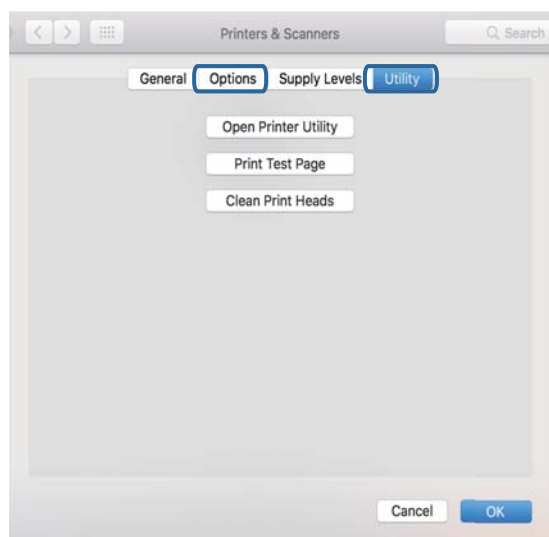 Printers & Scanners Search
General Options Supply Levels Utility
Open Printer Utility
Print Test Page
Clean Print Heads
Cancel OK